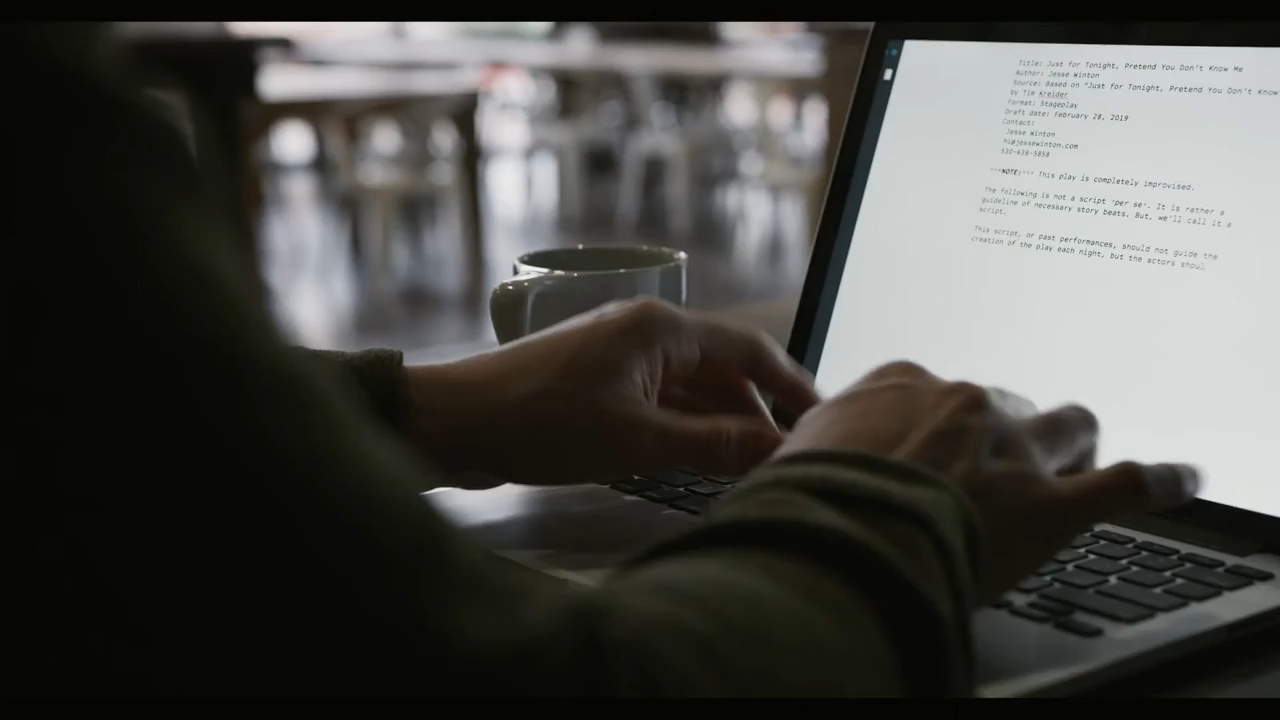 Title: Just for Tonight, Pretend You Don't Know Me
Author: Jesse Winton
Source: Based on "Just for Tonight, Pretend You Don't Know
by Tim Kreider
Format: Stageplay
Draft date: February 28, 2019
Contact:
Jesse Winton
hi@jessewinton.com
530-638-5858
***NOTE:*** This play is completely improvised.
The following is not a script 'per se'. It is rather a
guideline of necessary story beats. But, we'll call it a
script.
This script, or past performances, should not guide the
creation of the play each night, but the actors shoul